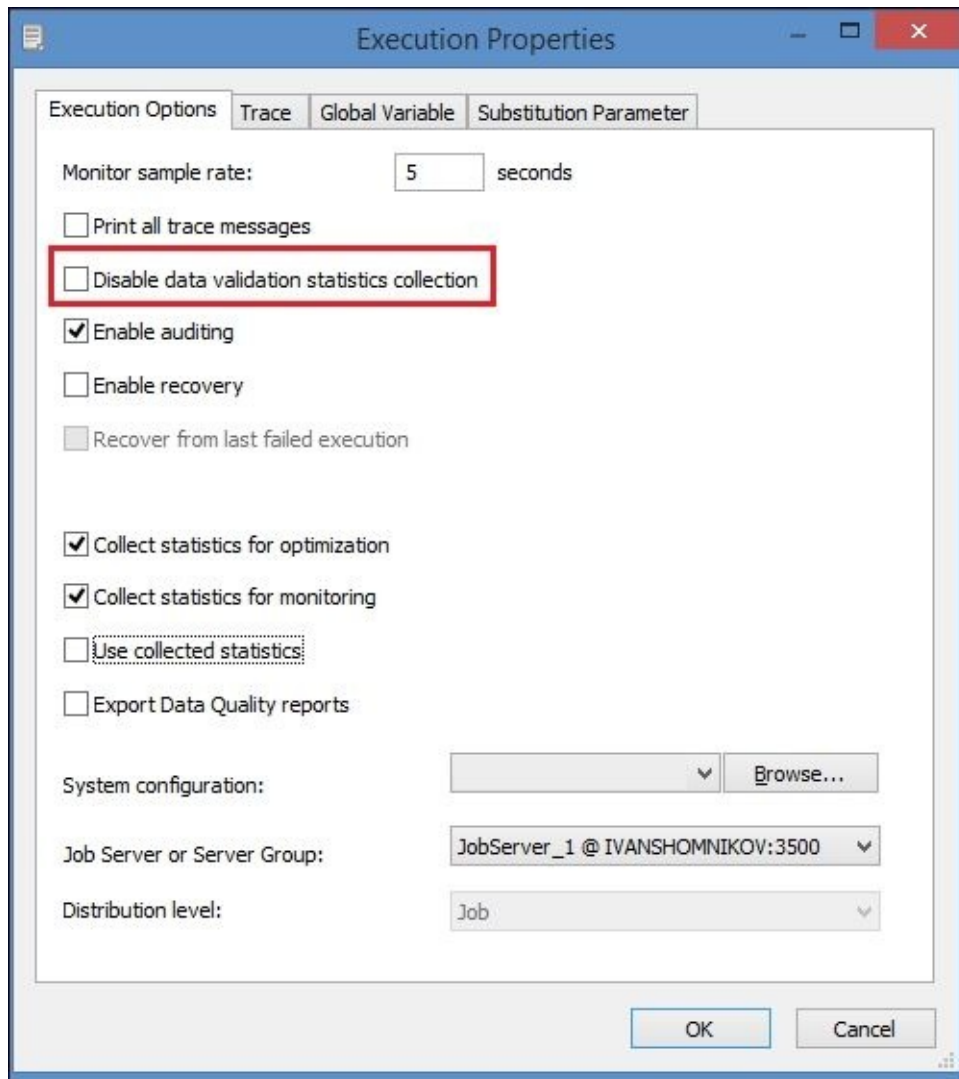 Execution Properties
Execution Options Trace Global Variable Substitution Parameter
Monitor sample rate: 5 seconds
Print all trace messages
Disable data validation statistics collection
Enable auditing
Enable recovery
Recover from last failed execution
Collect statistics for optimization
Collect statistics for monitoring
Use collected statistics
Export Data Quality reports
System configuration: Browse...
Job Server or Server Group: JobServer_1 @ IVANSHOMNIKOV:3500
Distribution level: Job
OK Cancel